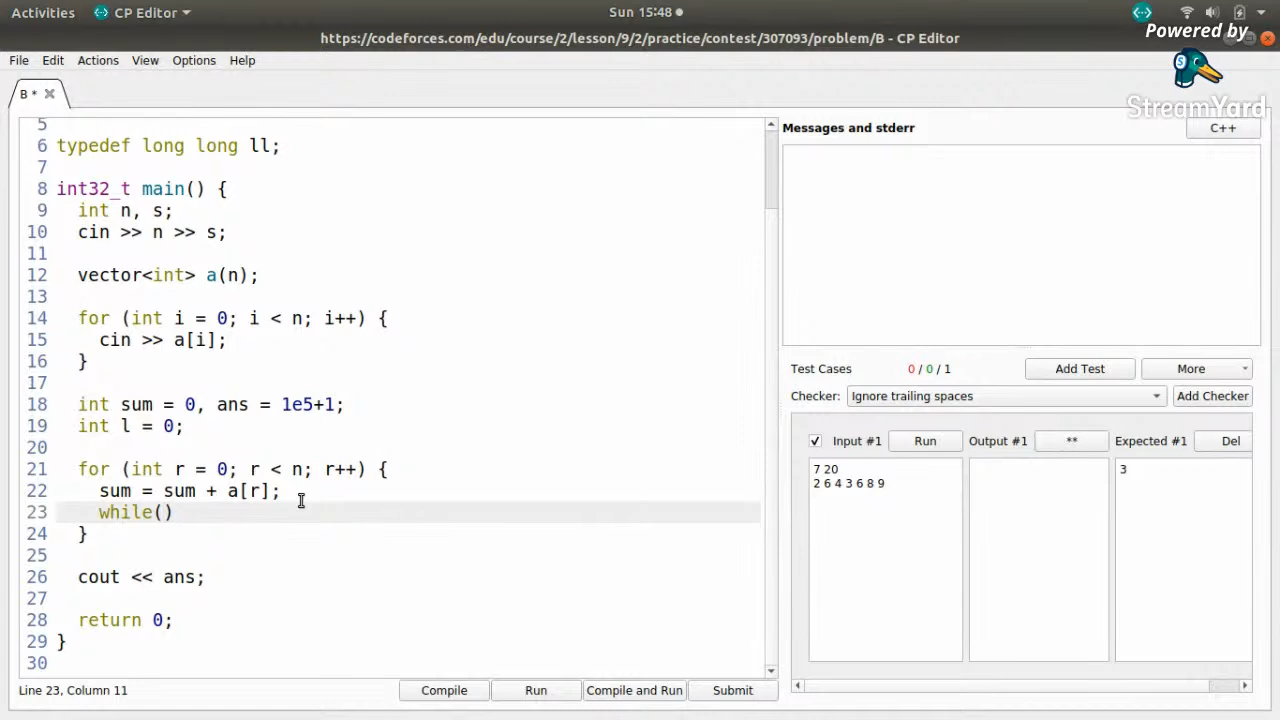 Activities CP Editor Sun 15:48
Powered by
https://codeforces.com/edu/course/2/lesson/9/2/practice/contest/307093/problem/B - CP Editor
File Edit Actions View Options Help
StreamYard
B *
5
6 typedef long long ll;
7
8 int32_t main() {
9 int n, s;
10 cin >> n >> s;
11
12 vector<int> a(n);
13
14 for (int i = 0; i < n; i++) {
15 cin >> a[i];
16 }
17
18 int sum = 0, ans = 1e5+1;
19 int l = 0;
20
21 for (int r = 0; r < n; r++) {
22 sum = sum + a[r];
23 while()
24 }
25
26 cout << ans;
27
28 return 0;
29 }
30
Line 23, Column 11 Compile Run Compile and Run Submit
Messages and stderr C++
Test Cases 0 / 0 / 1 Add Test More
Checker: Ignore trailing spaces Add Checker
Input #1 Run Output #1 ** Expected #1 Del
7 20
2 6 4 3 6 8 9
3